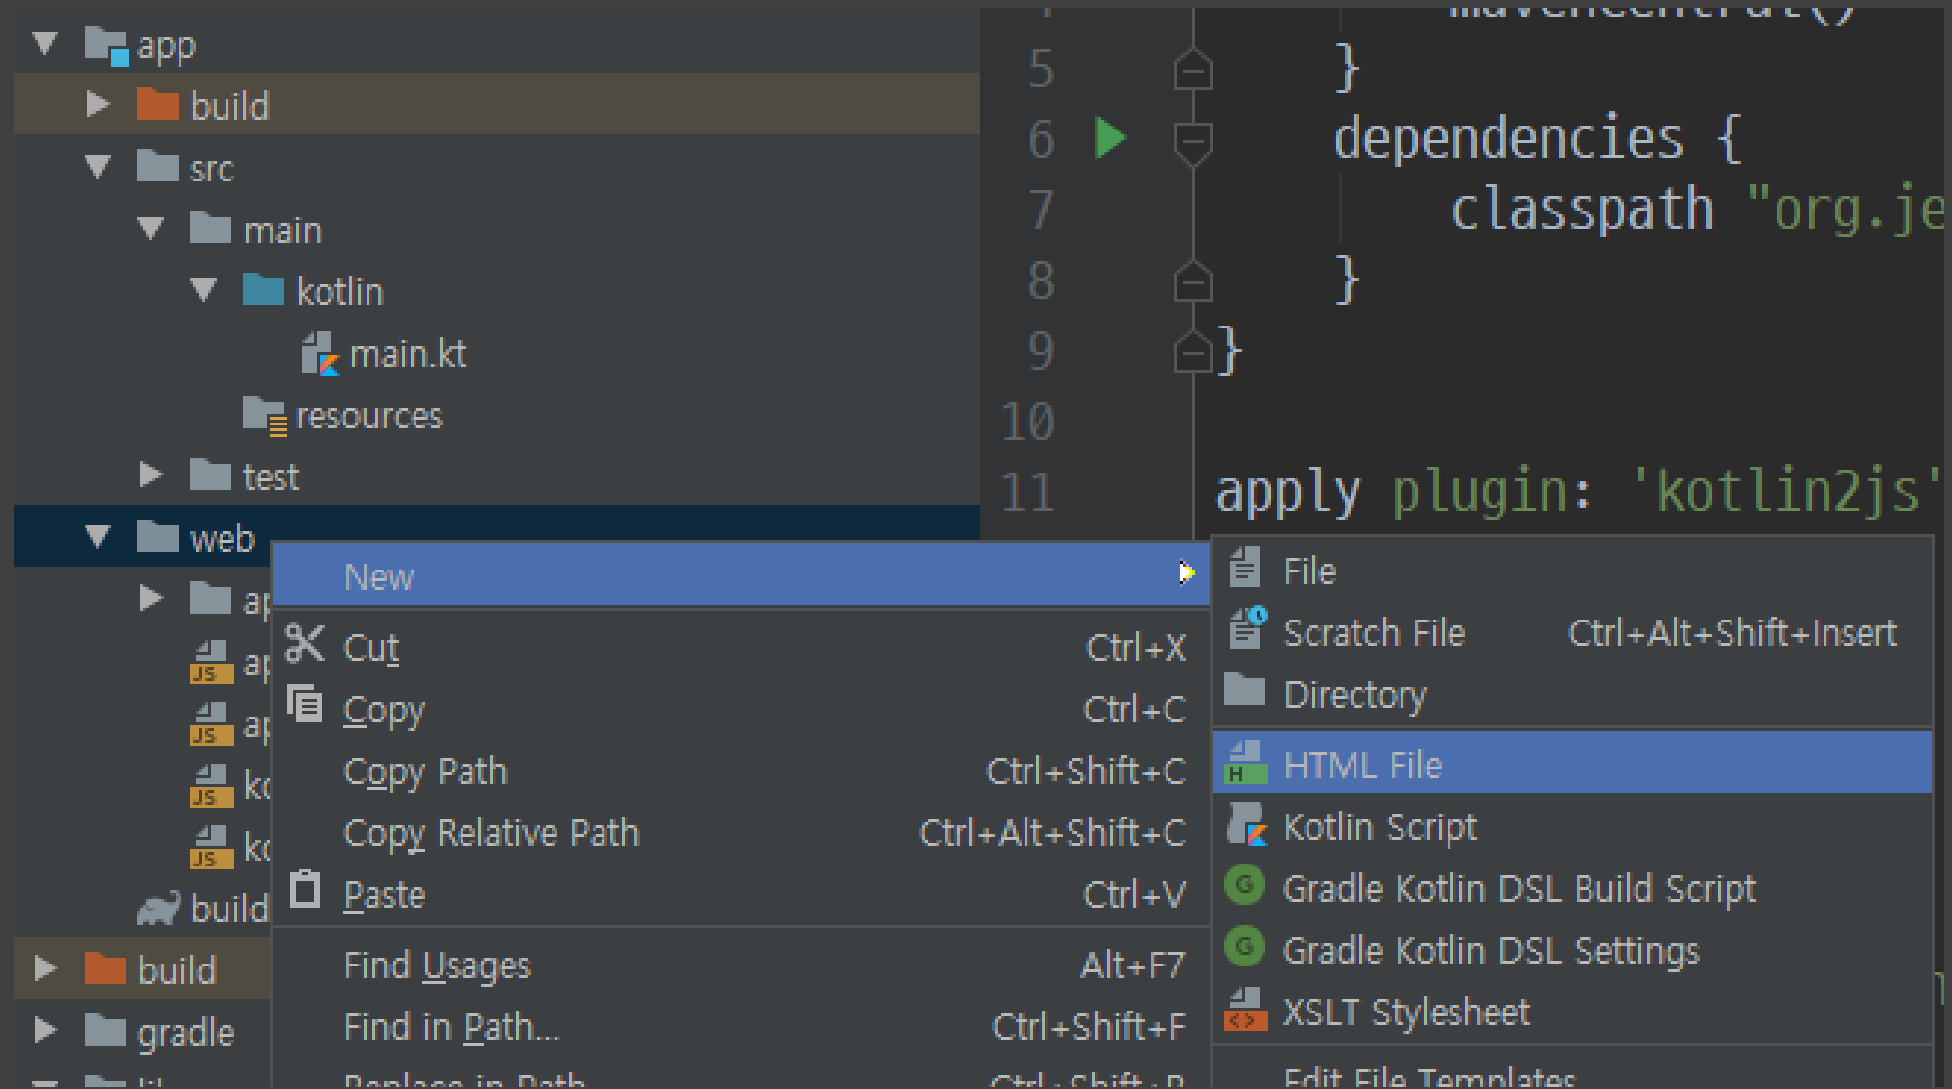 app
build
src
main
kotlin
main.kt
resources
test
web
build
build
gradle
New
Cut Ctrl+X
Copy Ctrl+C
Copy Path Ctrl+Shift+C
Copy Relative Path Ctrl+Alt+Shift+C
Paste Ctrl+V
Find Usages Alt+F7
Find in Path... Ctrl+Shift+F
Replace in Path
File
Scratch File Ctrl+Alt+Shift+Insert
Directory
HTML File
Kotlin Script
Gradle Kotlin DSL Build Script
Gradle Kotlin DSL Settings
XSLT Stylesheet
Edit File Templates
mavenCentral()
5 }
6 dependencies {
7 classpath "org.je
8 }
9 }
10
11 apply plugin: 'kotlin2js'